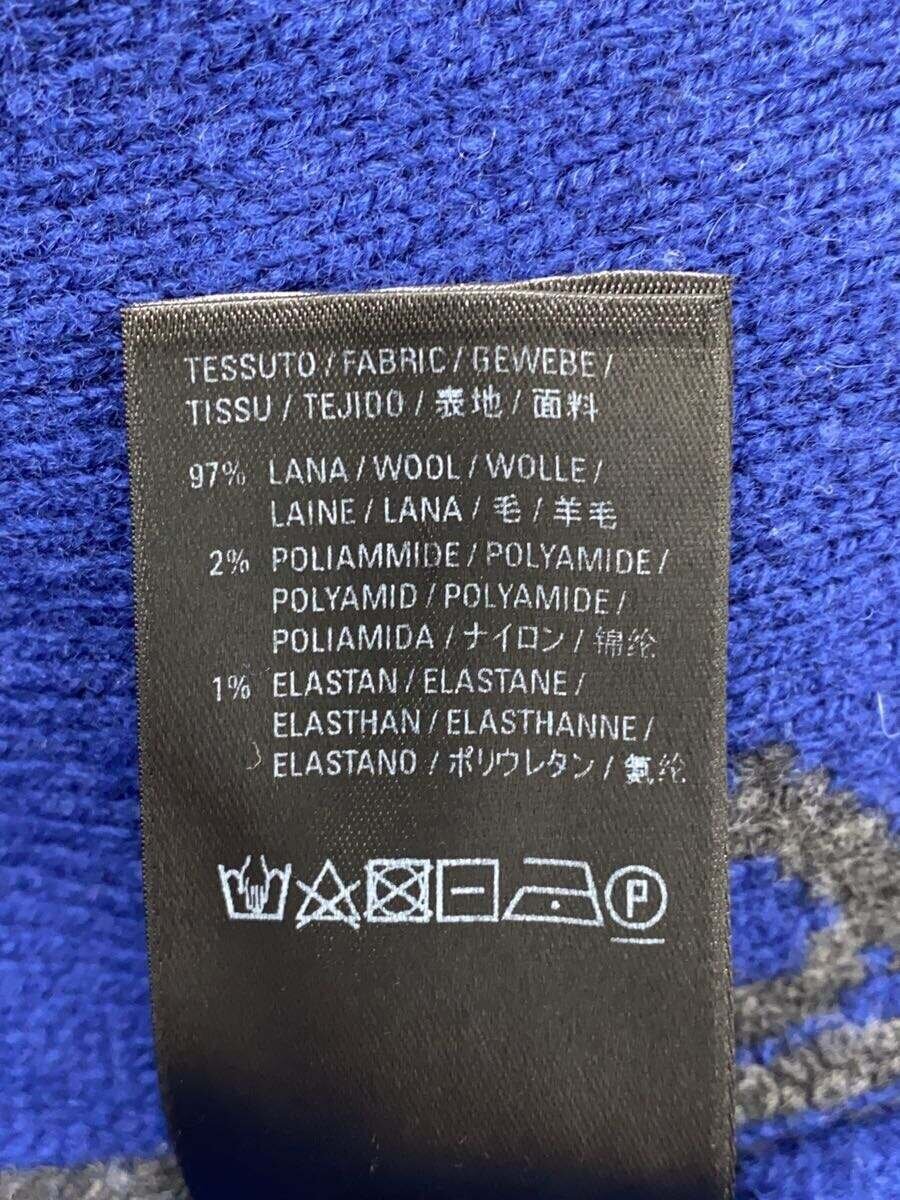 TESSUTO / FABRIC / GEWEBE /
TISSU / TEJIDO / 表地 / 面料
97% LANA / WOOL / WOLLE /
LAINE / LANA / 毛 / 羊毛
2% POLIAMMIDE / POLYAMIDE /
POLYAMID / POLYAMIDE /
POLIAMIDA / ナイロン / 锦纶
1% ELASTAN / ELASTANE /
ELASTHAN / ELASTHANNE /
ELASTANO / ポリウレタン / 氨纶
P